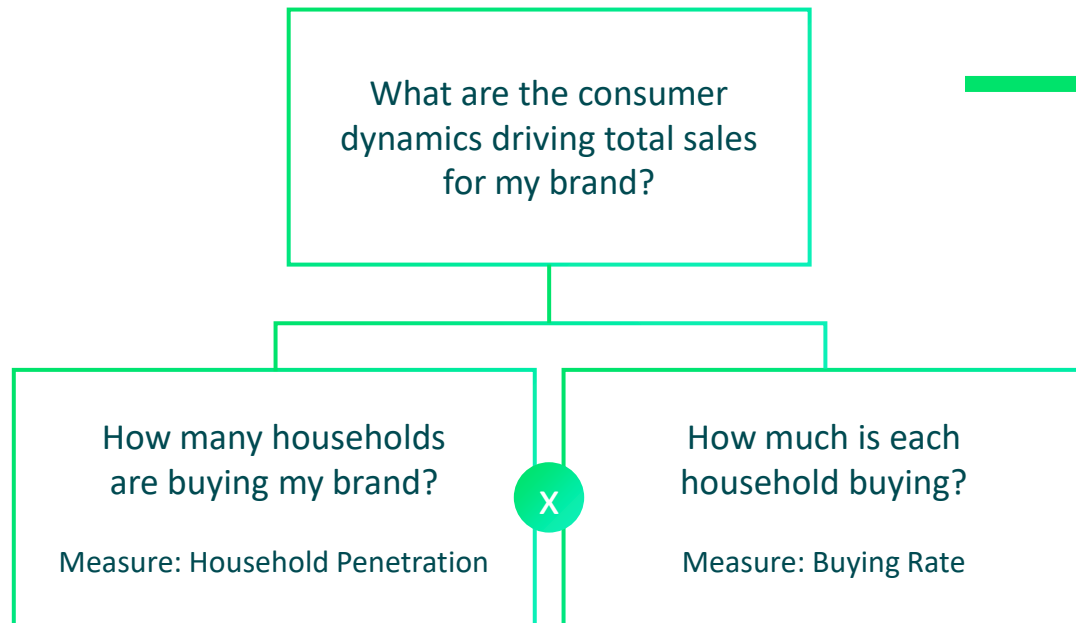 What are the consumer
dynamics driving total sales
for my brand?
How many households
are buying my brand?
Measure: Household Penetration
x
How much is each
household buying?
Measure: Buying Rate